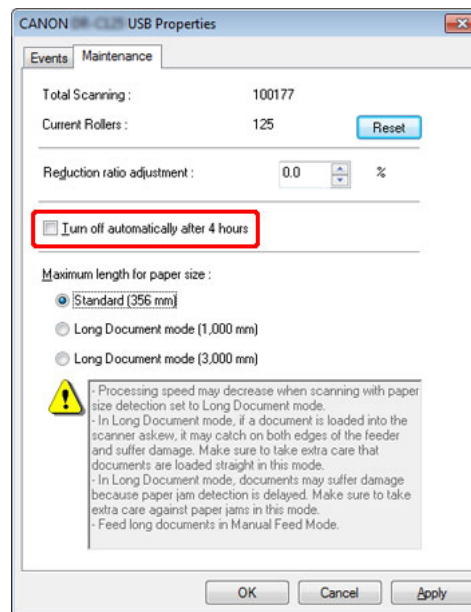 CANON USB Properties
Events
Maintenance
Total Scanning : 100177
Current Rollers : 125 Reset
Reduction ratio adjustment : 0.0 %
Turn off automatically after 4 hours
Maximum length for paper size :
Standard (356 mm)
Long Document mode (1,000 mm)
Long Document mode (3,000 mm)
- Processing speed may decrease when scanning with paper
size detection set to Long Document mode.
- In Long Document mode, if a document is loaded into the
scanner askew, it may catch on both edges of the feeder
and suffer damage. Make sure to take extra care that
documents are loaded straight in this mode.
- In Long Document mode, documents may suffer damage
because paper jam detection is delayed. Make sure to take
extra care against paper jams in this mode.
- Feed long documents in Manual Feed Mode.
OK Cancel Apply